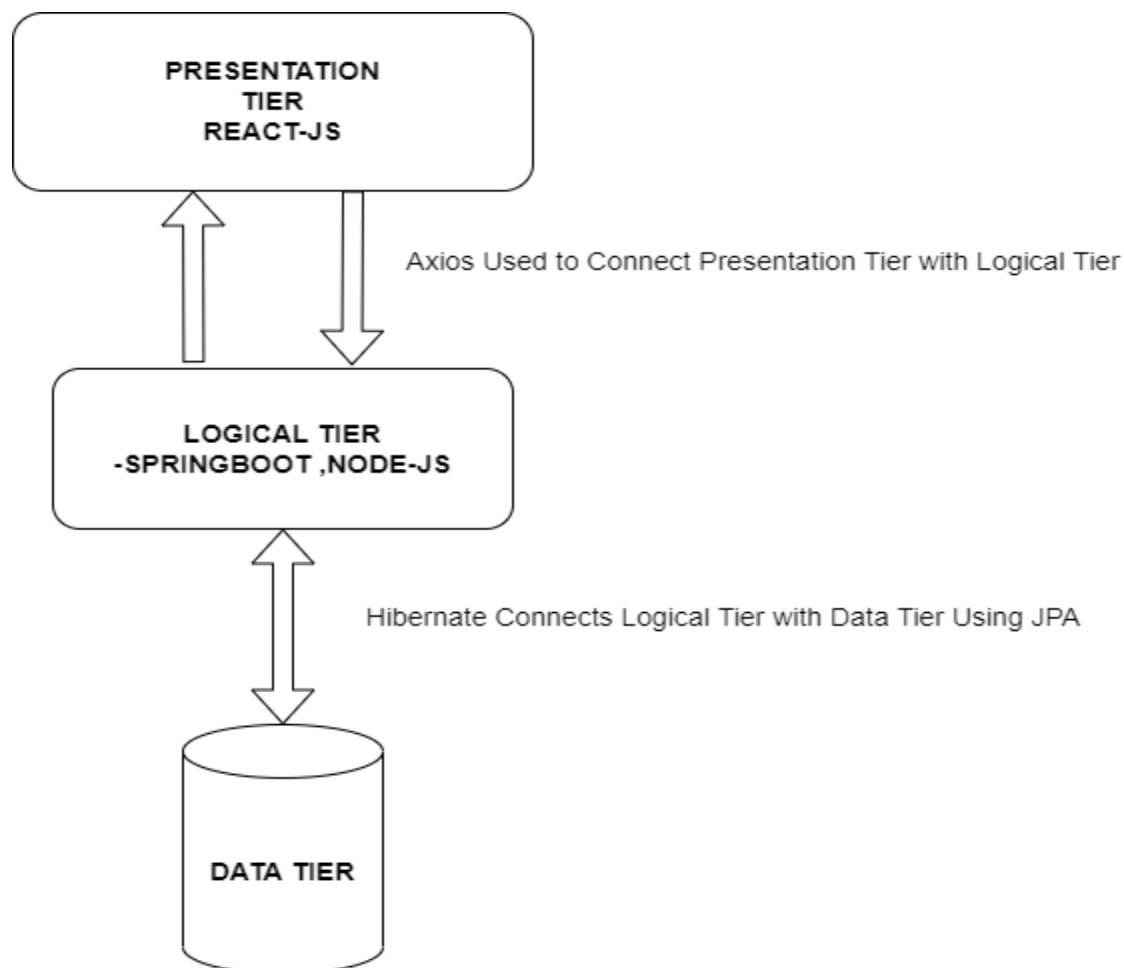 PRESENTATION
TIER
REACT-JS
Axios Used to Connect Presentation Tier with Logical Tier
LOGICAL TIER
-SPRINGBOOT ,NODE-JS
Hibernate Connects Logical Tier with Data Tier Using JPA
DATA TIER